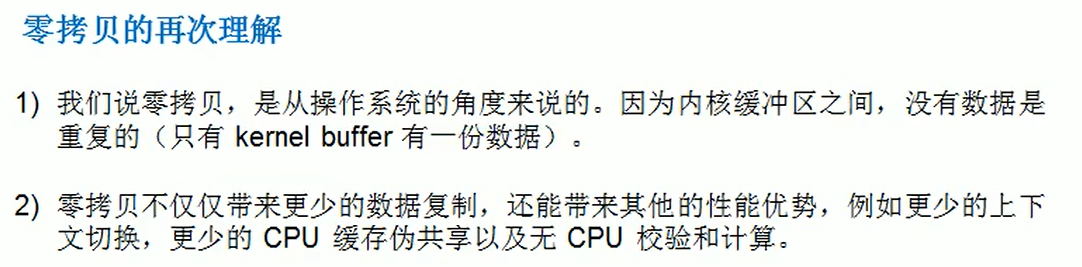 零拷贝的再次理解
1) 我们说零拷贝，是从操作系统的角度来说的。因为内核缓冲区之间，没有数据是
重复的（只有 kernel buffer 有一份数据）。
2) 零拷贝不仅仅带来更少的数据复制，还能带来其他的性能优势，例如更少的上下
文切换，更少的 CPU 缓存伪共享以及无 CPU 校验和计算。